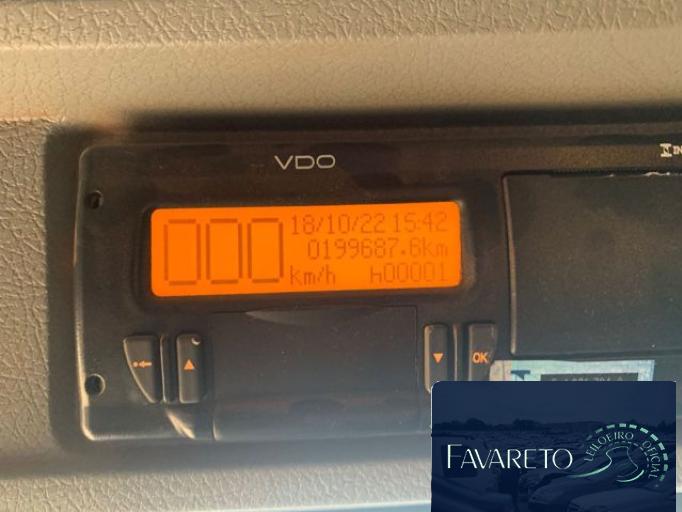 VDO
000
18/10/22 15:42
0199687.6km
km/h
h00001
OK
FAVARETO
LEILOEIRO OFICIAL